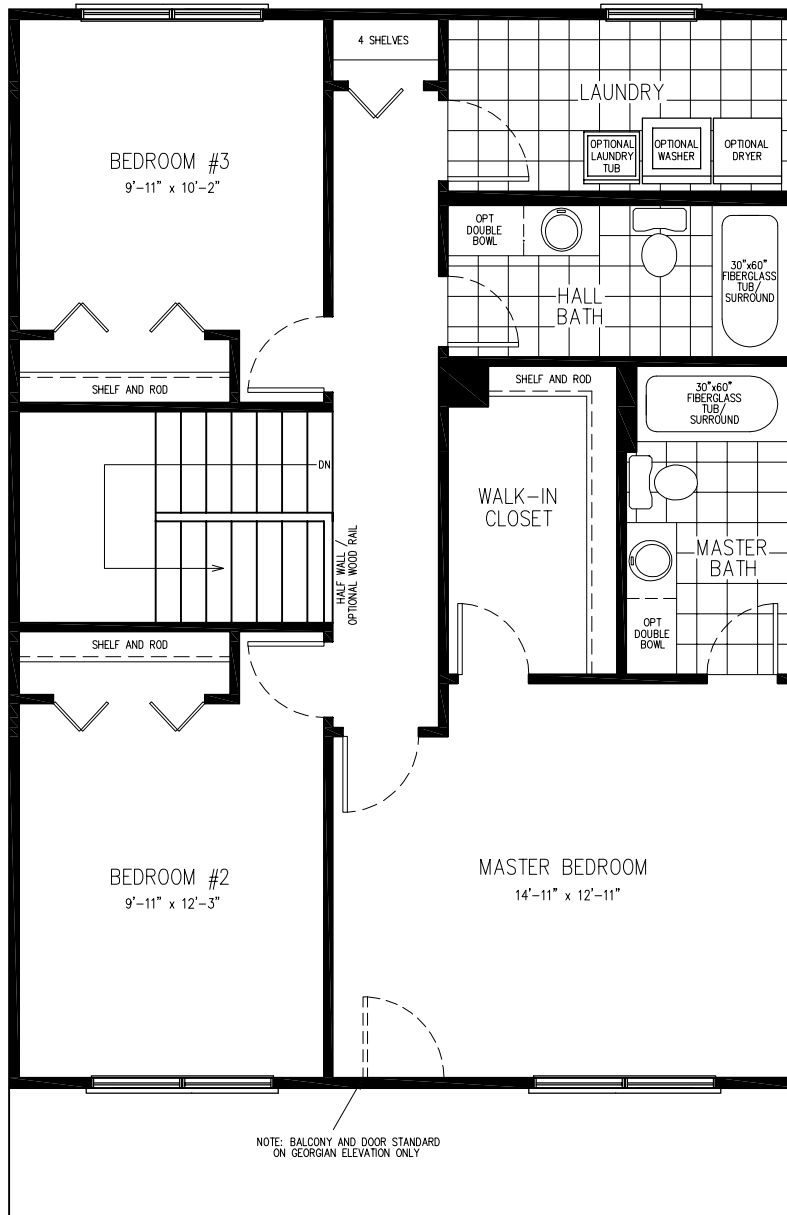 4 SHELVES
LAUNDRY
OPTIONAL
LAUNDRY
TUB
OPTIONAL
WASHER
OPTIONAL
DRYER
BEDROOM #3
9'-11" x 10'-2"
OPT
DOUBLE
BOWL
HALL
BATH
30"x60"
FIBERGLASS
TUB/
SURROUND
SHELF AND ROD
SHELF AND ROD
30"x60"
FIBERGLASS
TUB/
SURROUND
DN
WALK-IN
CLOSET
HALF WALL /
OPTIONAL WOOD RAIL
MASTER
BATH
OPT
DOUBLE
BOWL
SHELF AND ROD
BEDROOM #2
9'-11" x 12'-3"
MASTER BEDROOM
14'-11" x 12'-11"
NOTE: BALCONY AND DOOR STANDARD
ON GEORGIAN ELEVATION ONLY